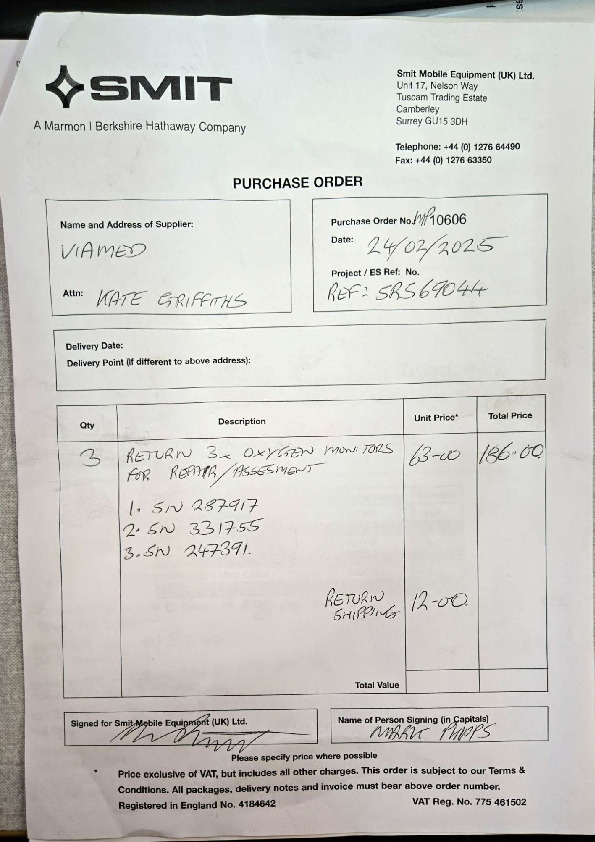 SMIT
A Marmon | Berkshire Hathaway Company
Smit Mobile Equipment (UK) Ltd.
Unit 17, Nelson Way
Tuscam Trading Estate
Camberley
Surrey GU15 3DH
Telephone: +44 (0) 1276 64490
Fax: +44 (0) 1276 63350
PURCHASE ORDER
Name and Address of Supplier:
VIAMED
Attn: KATE GRIFFITHS
Purchase Order No. MP10606
Date: 24/02/2025
Project / ES Ref: No.
REF: SRS69044
Delivery Date:
Delivery Point (If different to above address):
Qty Description Unit Price* Total Price
3 RETURN 3x OXYGEN MONITORS 63-00 186.00
FOR REPAIR/ASSESMENT
1. SN 287917
2. SN 331755
3. SN 247391.
RETURN 12-00.
SHIPPING
Total Value
Signed for Smit Mobile Equipment (UK) Ltd.
Name of Person Signing (in Capitals)
MARK
Please specify price where possible
* Price exclusive of VAT, but includes all other charges. This order is subject to our Terms &
Conditions. All packages, delivery notes and invoice must bear above order number.
Registered in England No. 4184642 VAT Reg. No. 775 461502